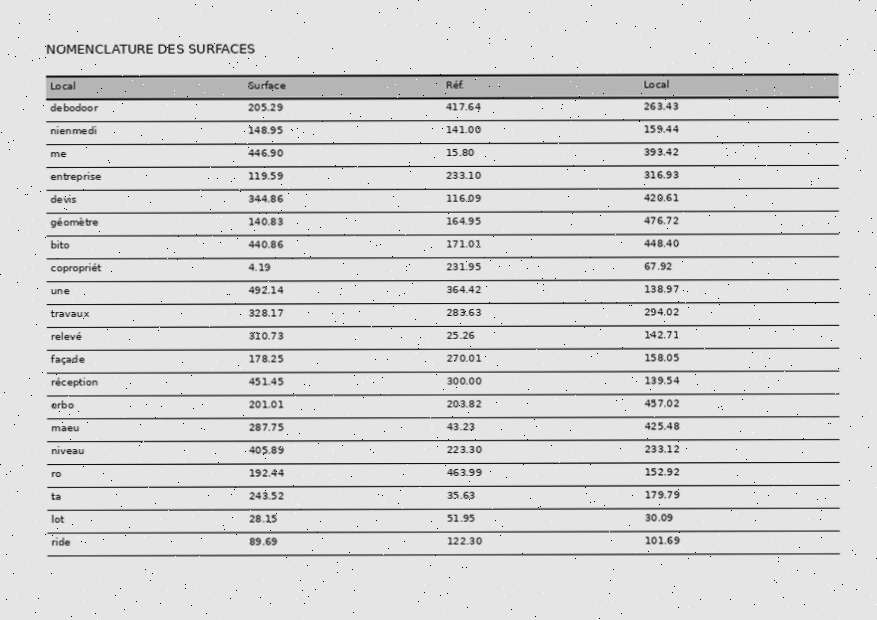 NOMENCLATURE DES SURFACES
Local Surface Réf. Local
debodoor 205.29 417.64 263.43
nienmedi 148.95 141.00 159.44
me 446.90 15.80 393.42
entreprise 119.59 233.10 316.93
devis 344.86 116.09 420.61
géomètre 140.83 164.95 476.72
bito 440.86 171.01 448.40
copropriét 4.19 231.95 67.92
une 492.14 364.42 138.97
travaux 328.17 283.63 294.02
relevé 310.73 25.26 142.71
façade 178.25 270.01 158.05
réception 451.45 300.00 139.54
erbo 201.01 203.82 457.02
maeu 287.75 43.23 425.48
niveau 405.89 223.30 233.12
ro 192.44 463.99 152.92
ta 243.52 35.63 179.79
lot 28.15 51.95 30.09
ride 89.69 122.30 101.69